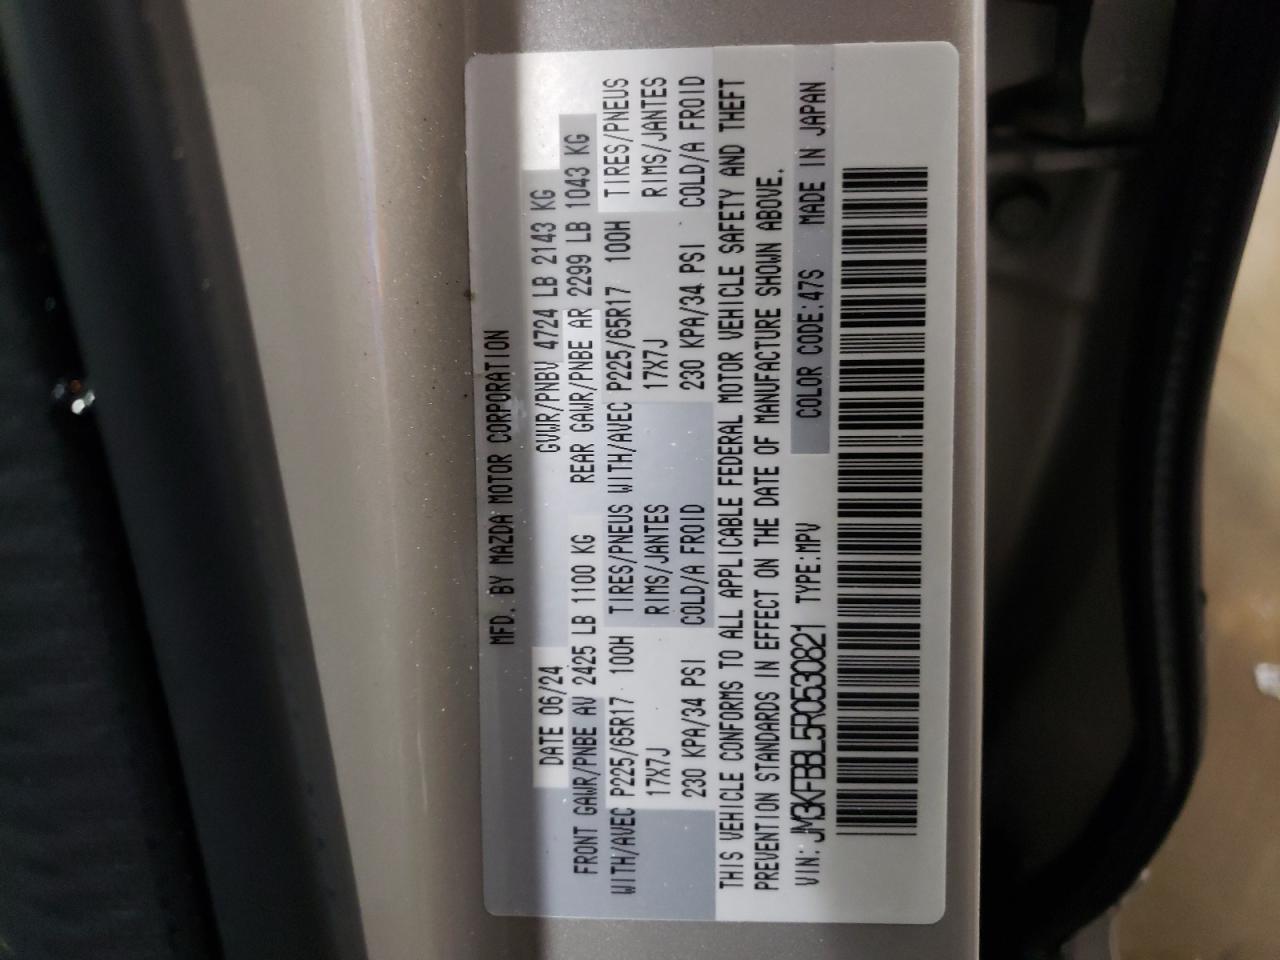 MFD. BY MAZDA MOTOR CORPORATION
DATE 06/24 GVWR/PNBV 4724 LB 2143 KG
FRONT GAWR/PNBE AV 2425 LB 1100 KG REAR GAWR/PNBE AR 2299 LB 1043 KG
WITH/AVEC P225/65R17 100H TIRES/PNEUS WITH/AVEC P225/65R17 100H TIRES/PNEUS
17X7J RIMS/JANTES 17X7J RIMS/JANTES
230 KPA/34 PSI COLD/A FROID 230 KPA/34 PSI COLD/A FROID
THIS VEHICLE CONFORMS TO ALL APPLICABLE FEDERAL MOTOR VEHICLE SAFETY AND THEFT
PREVENTION STANDARDS IN EFFECT ON THE DATE OF MANUFACTURE SHOWN ABOVE.
VIN: JM3KFBBL5R0530821 TYPE:MPV COLOR CODE:47S MADE IN JAPAN